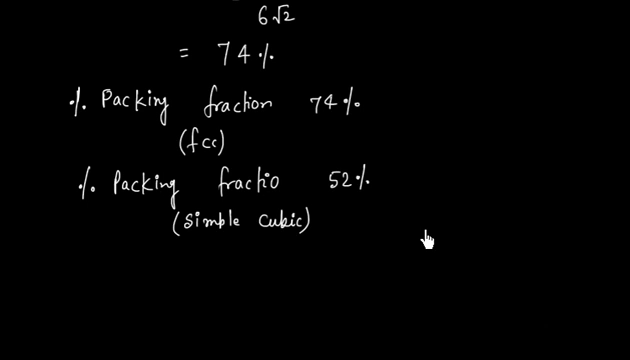 6√2
= 74%
% Packing fraction 74%
(fcc)
% Packing fractio 52%
(simple cubic)